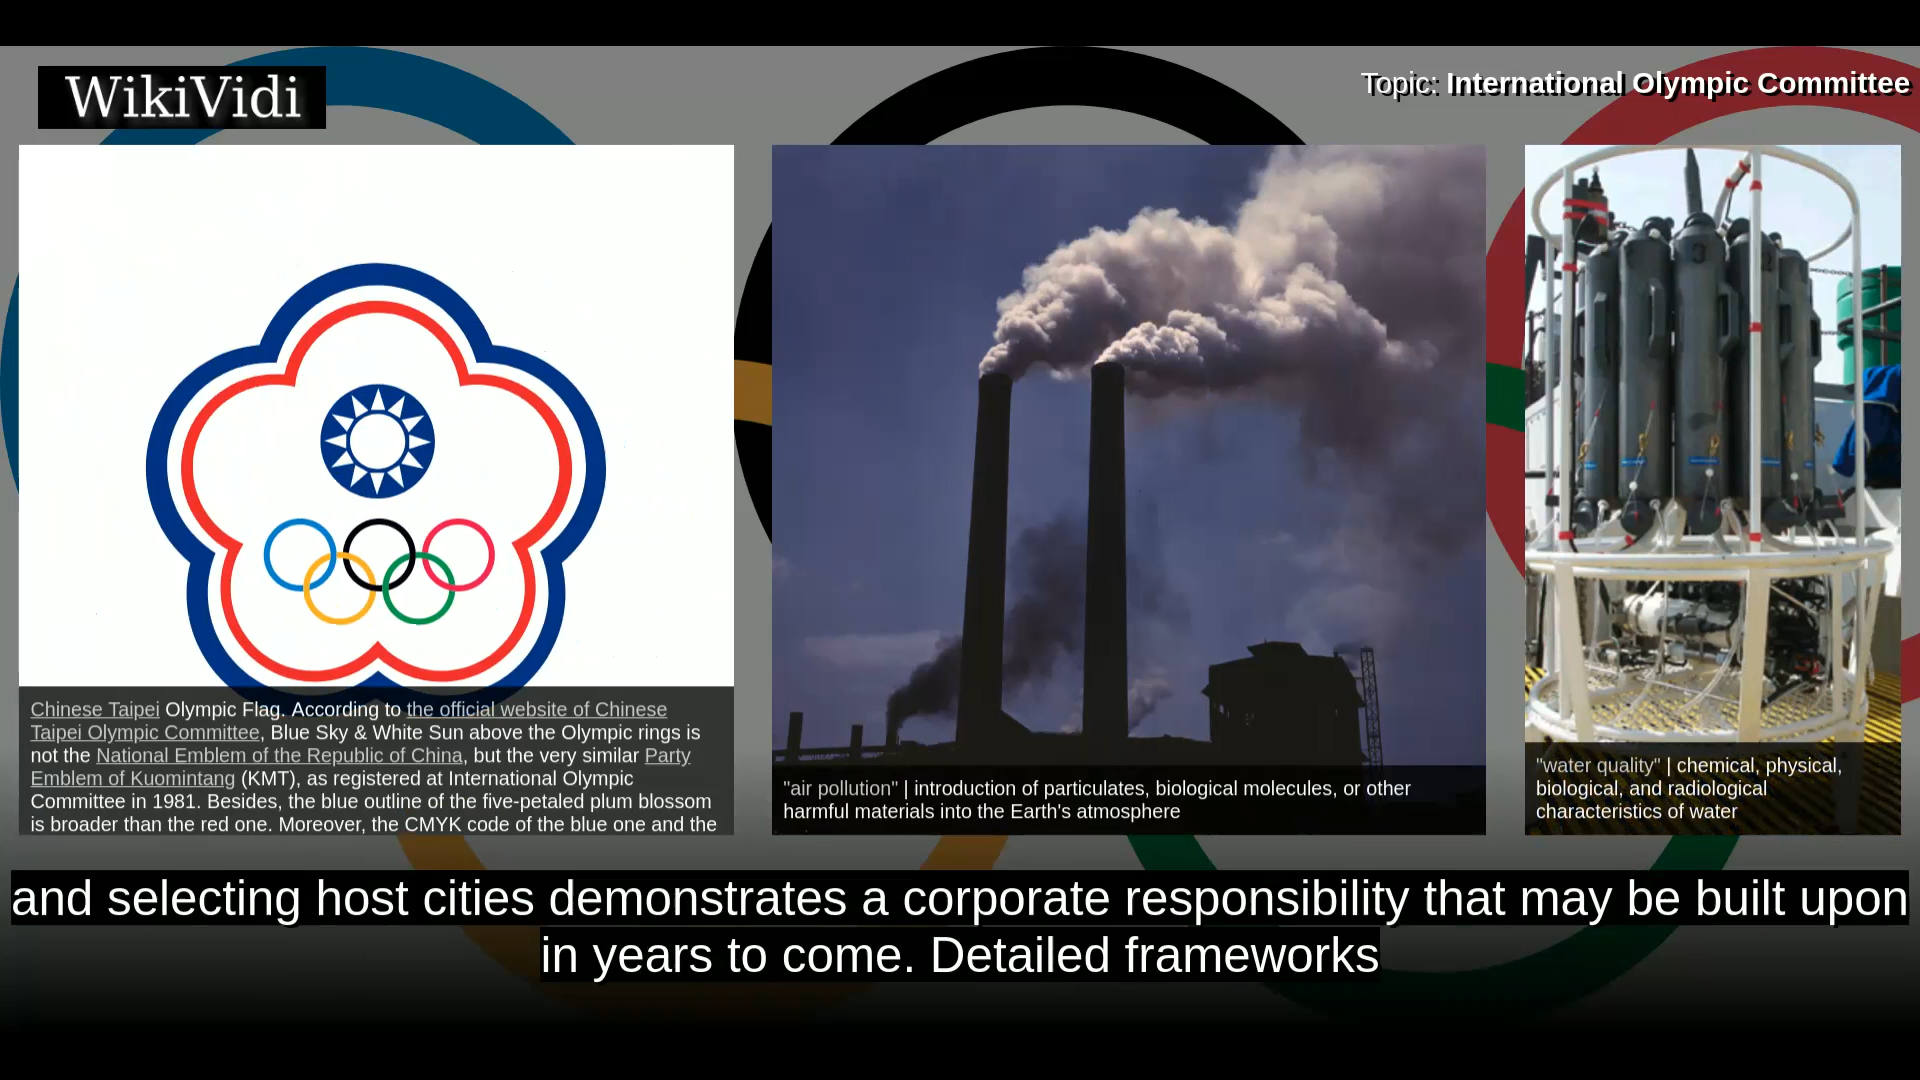 WikiVidi
Topic: International Olympic Committee
Chinese Taipei Olympic Flag. According to the official website of Chinese
Taipei Olympic Committee, Blue Sky & White Sun above the Olympic rings is
not the National Emblem of the Republic of China, but the very similar Party
Emblem of Kuomintang (KMT), as registered at International Olympic
Committee in 1981. Besides, the blue outline of the five-petaled plum blossom
is broader than the red one. Moreover, the CMYK code of the blue one and the
"air pollution" | introduction of particulates, biological molecules, or other
harmful materials into the Earth's atmosphere
"water quality" | chemical, physical,
biological, and radiological
characteristics of water
and selecting host cities demonstrates a corporate responsibility that may be built upon
in years to come. Detailed frameworks